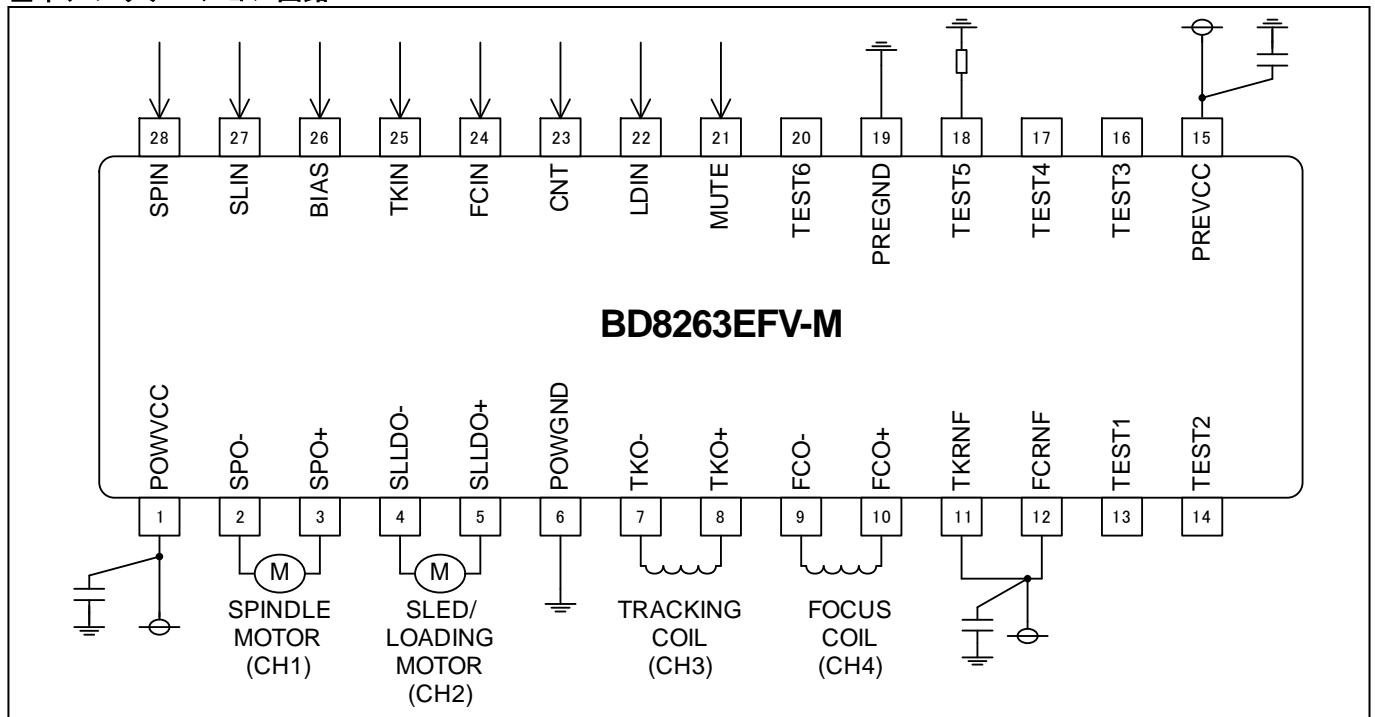 28 27 26 25 24 23 22 21 20 19 18 17 16 15
SPIN SLIN BIAS TKIN FCIN CNT LDIN MUTE TEST6 PREGND TEST5 TEST4 TEST3 PREVCC
BD8263EFV-M
POWVCC SPO- SPO+ SLLDO- SLLDO+ POWGND TKO- TKO+ FCO- FCO+ TKRNF FCRNF TEST1 TEST2
1 2 3 4 5 6 7 8 9 10 11 12 13 14
M M
SPINDLE
MOTOR
(CH1)
SLED/
LOADING
MOTOR
(CH2)
TRACKING
COIL
(CH3)
FOCUS
COIL
(CH4)